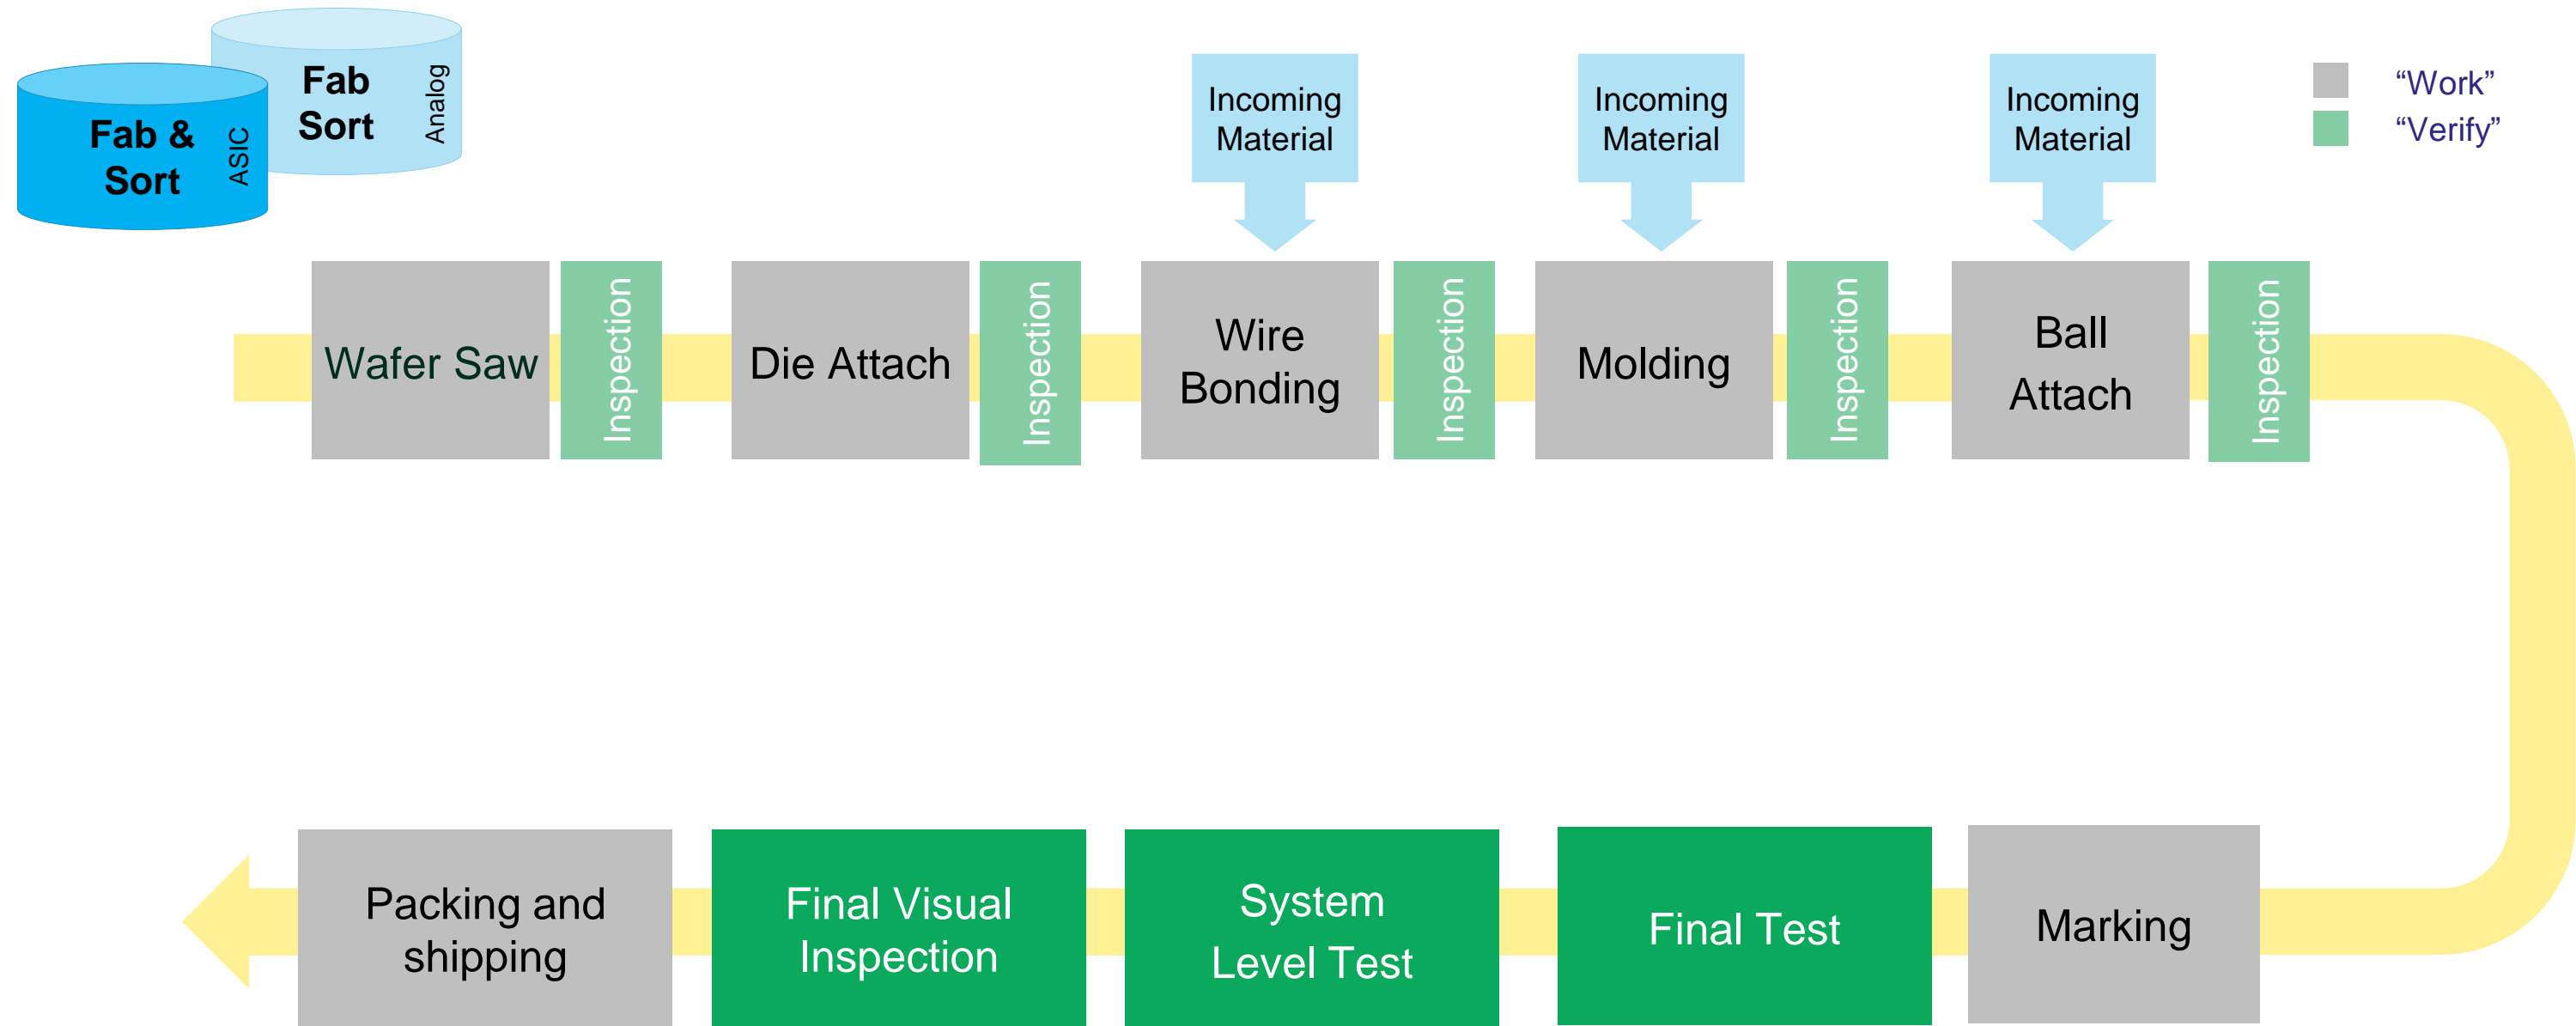 Fab
Sort
Analog
Fab &
Sort
ASIC
Incoming
Material
Incoming
Material
Incoming
Material
“Work”
“Verify”
Wafer Saw
Inspection
Die Attach
Inspection
Wire
Bonding
Inspection
Molding
Inspection
Ball
Attach
Inspection
Packing and
shipping
Final Visual
Inspection
System
Level Test
Final Test
Marking